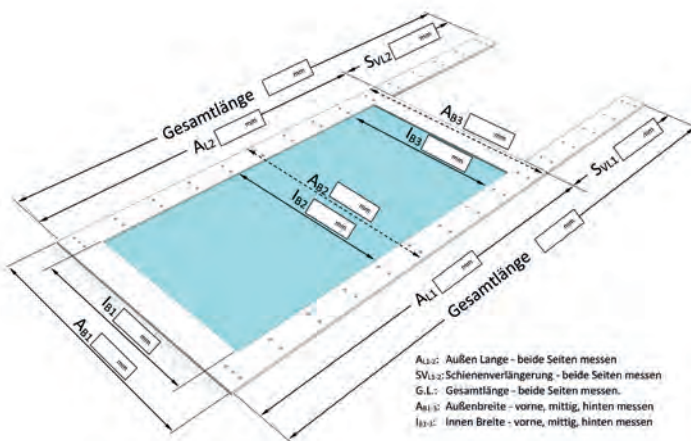 SVL2 mm
Gesamtlänge mm
AL2 mm
AB3 mm
IB3 mm
SVL1 mm
AB2 mm
IB2 mm
AL1 mm
Gesamtlänge mm
IB1 mm
AB1 mm
AL1-2: Außen Länge - beide Seiten messen
SVL1-2: Schienenverlängerung - beide Seiten messen
G.L.: Gesamtlänge - beide Seiten messen.
AB1-3: Außenbreite - vorne, mittig, hinten messen
IB1-3: Innen Breite - vorne, mittig, hinten messen